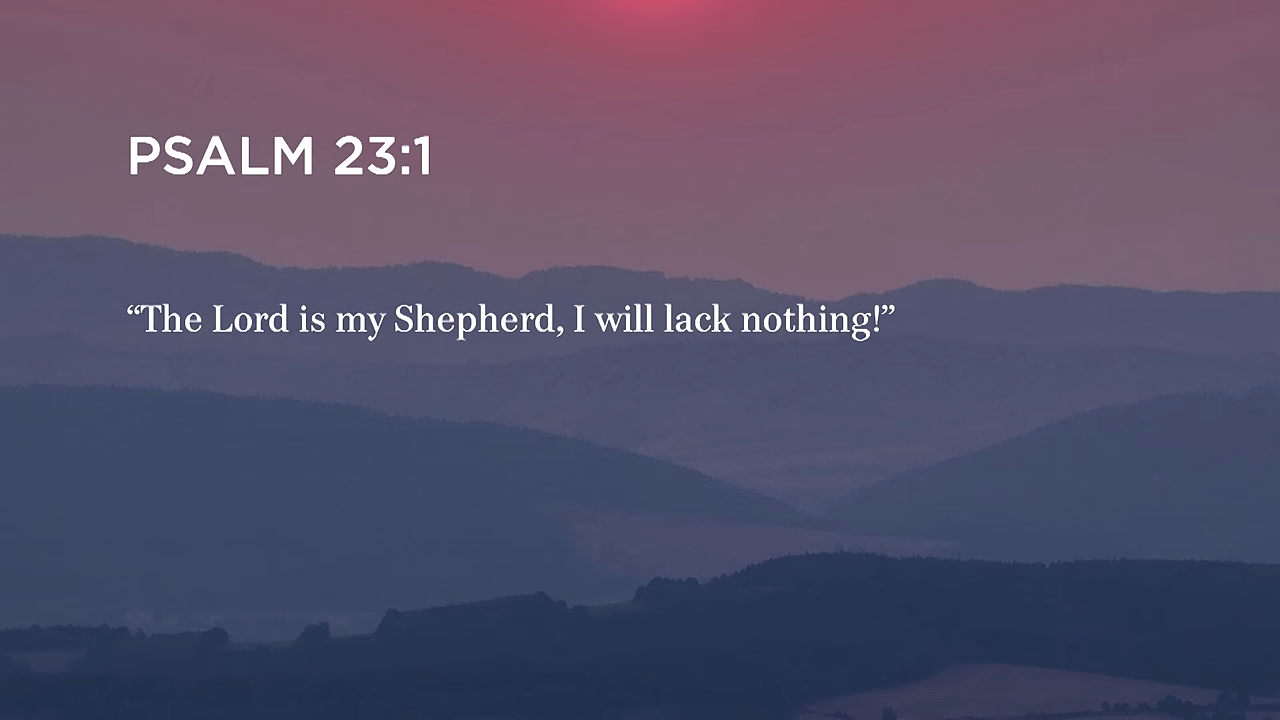 PSALM 23:1
“The Lord is my Shepherd, I will lack nothing!”